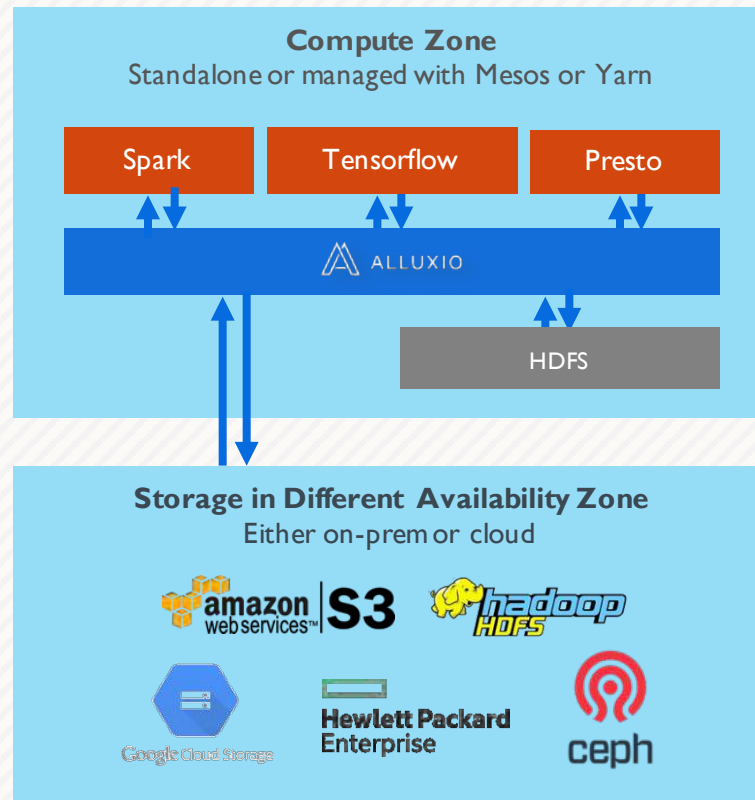 Compute Zone
Standalone or managed with Mesos or Yarn
Spark
Tensorflow
Presto
ALLUXIO
HDFS
Storage in Different Availability Zone
Either on-prem or cloud
amazon
webservices™
S3
hadoop
HDFS
Google Cloud Storage
Hewlett Packard
Enterprise
ceph